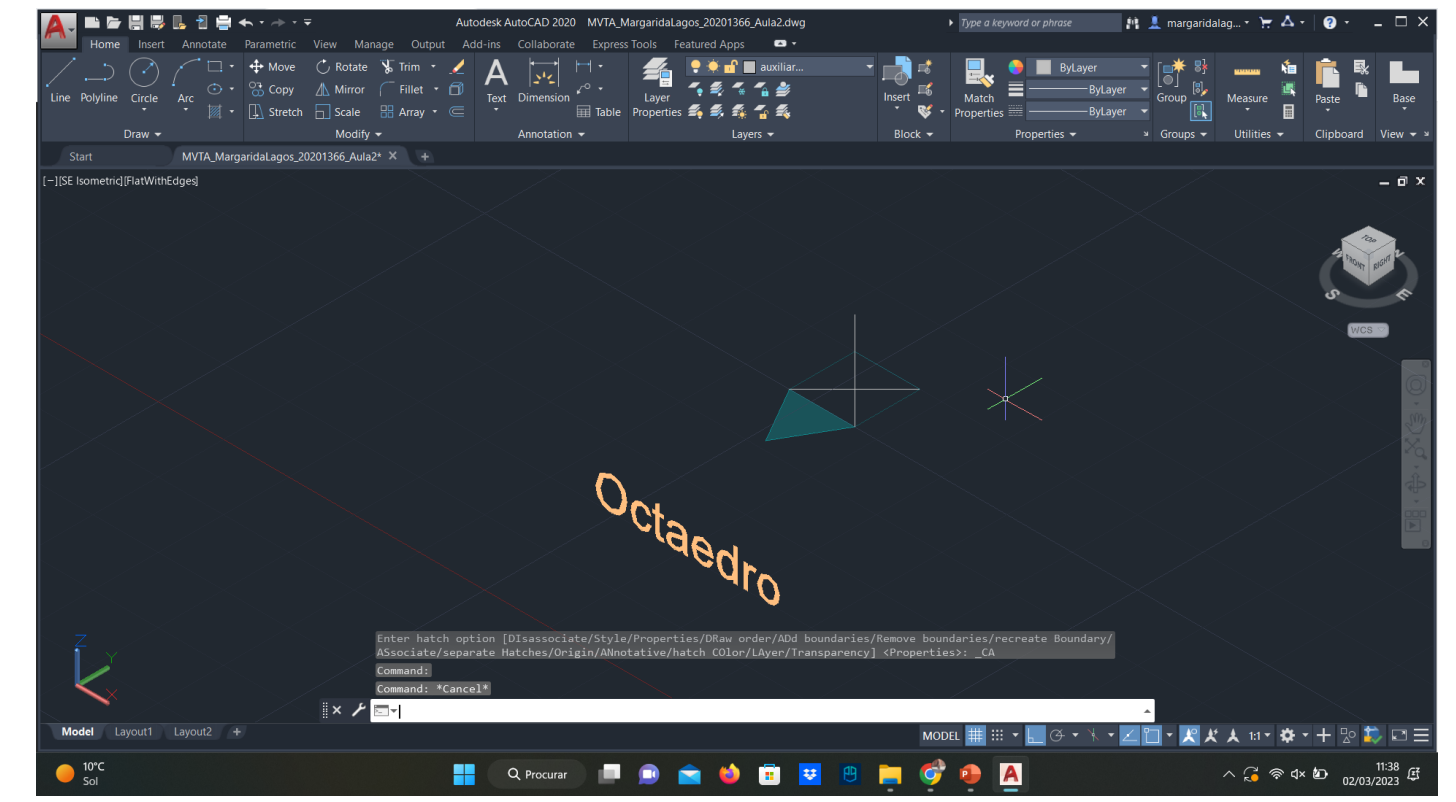 Autodesk AutoCAD 2020 MVTA_MargaridaLagos_20201366_Aula2.dwg
Type a keyword or phrase
margaridalag...
Home Insert Annotate Parametric View Manage Output Add-ins Collaborate Express Tools Featured Apps
Move Rotate Trim auxiliar... ByLayer
Copy Mirror Fillet ByLayer
Line Polyline Circle Arc Text Dimension Layer Properties Insert Match Properties Group Measure Paste Base
Stretch Scale Array Table ByLayer
Draw Modify Annotation Layers Block Properties Groups Utilities Clipboard View
Start MVTA_MargaridaLagos_20201366_Aula2*
[−][SE Isometric][FlatWithEdges]
TOP
N
W
FRONT RIGHT
S
E
WCS
Octaedro
Z
Y
X
Enter hatch option [DIsassociate/Style/Properties/DRaw order/ADd boundaries/Remove boundaries/recreate Boundary/
ASsociate/separate Hatches/Origin/ANnotative/hatch COlor/LAyer/Transparency] <Properties>: _CA
Command:
Command: *Cancel*
Model Layout1 Layout2 +
MODEL 1:1
10°C
Sol
Procurar
11:38
02/03/2023